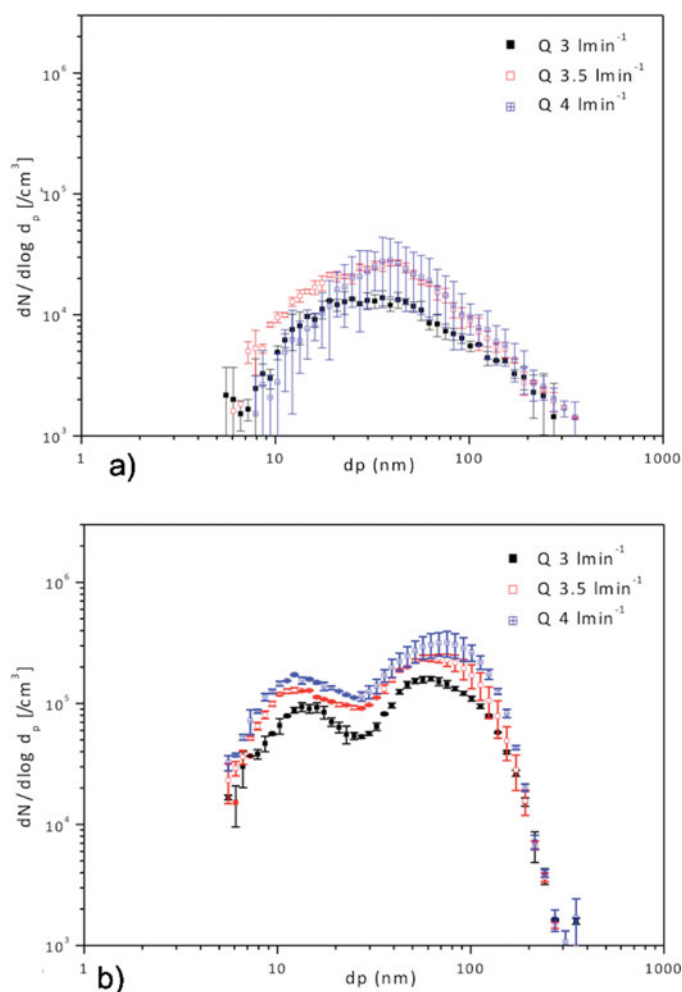 Q 3 lmin⁻¹
Q 3.5 lmin⁻¹
Q 4 lmin⁻¹
dN/dlog d_p [/cm³]
10⁶
10⁵
10⁴
10³
1
10
100
1000
dp (nm)
a)
Q 3 lmin⁻¹
Q 3.5 lmin⁻¹
Q 4 lmin⁻¹
dN/dlog d_p [/cm³]
10⁶
10⁵
10⁴
10³
1
10
100
1000
dp (nm)
b)